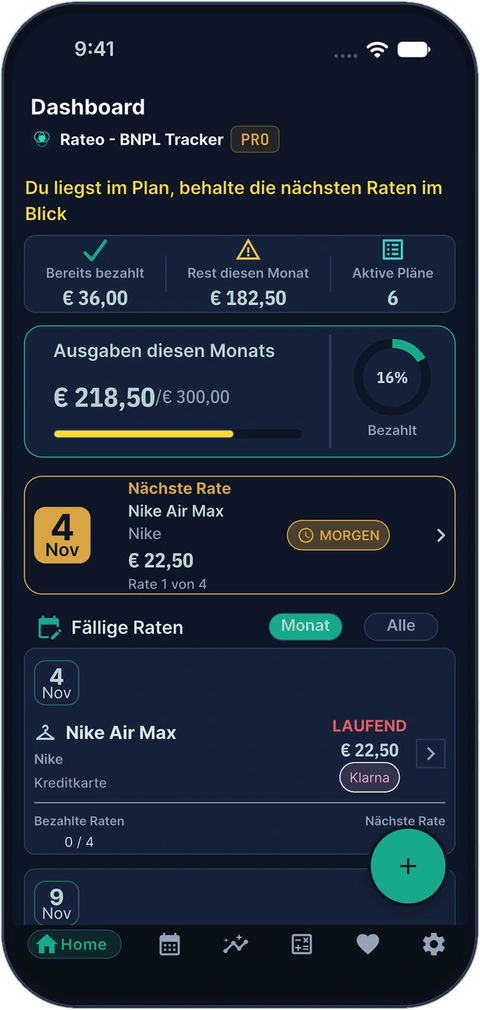 9:41
Dashboard
Rateo - BNPL Tracker PRO
Du liegst im Plan, behalte die nächsten Raten im
Blick
Bereits bezahlt
€ 36,00
Rest diesen Monat
€ 182,50
Aktive Pläne
6
Ausgaben diesen Monats
€ 218,50/€ 300,00
16%
Bezahlt
4
Nov
Nächste Rate
Nike Air Max
Nike
€ 22,50
Rate 1 von 4
MORGEN
Fällige Raten
Monat
Alle
4
Nov
Nike Air Max
Nike
Kreditkarte
LAUFEND
€ 22,50
Klarna
Bezahlte Raten
0 / 4
Nächste Rate
+
9
Nov
Home